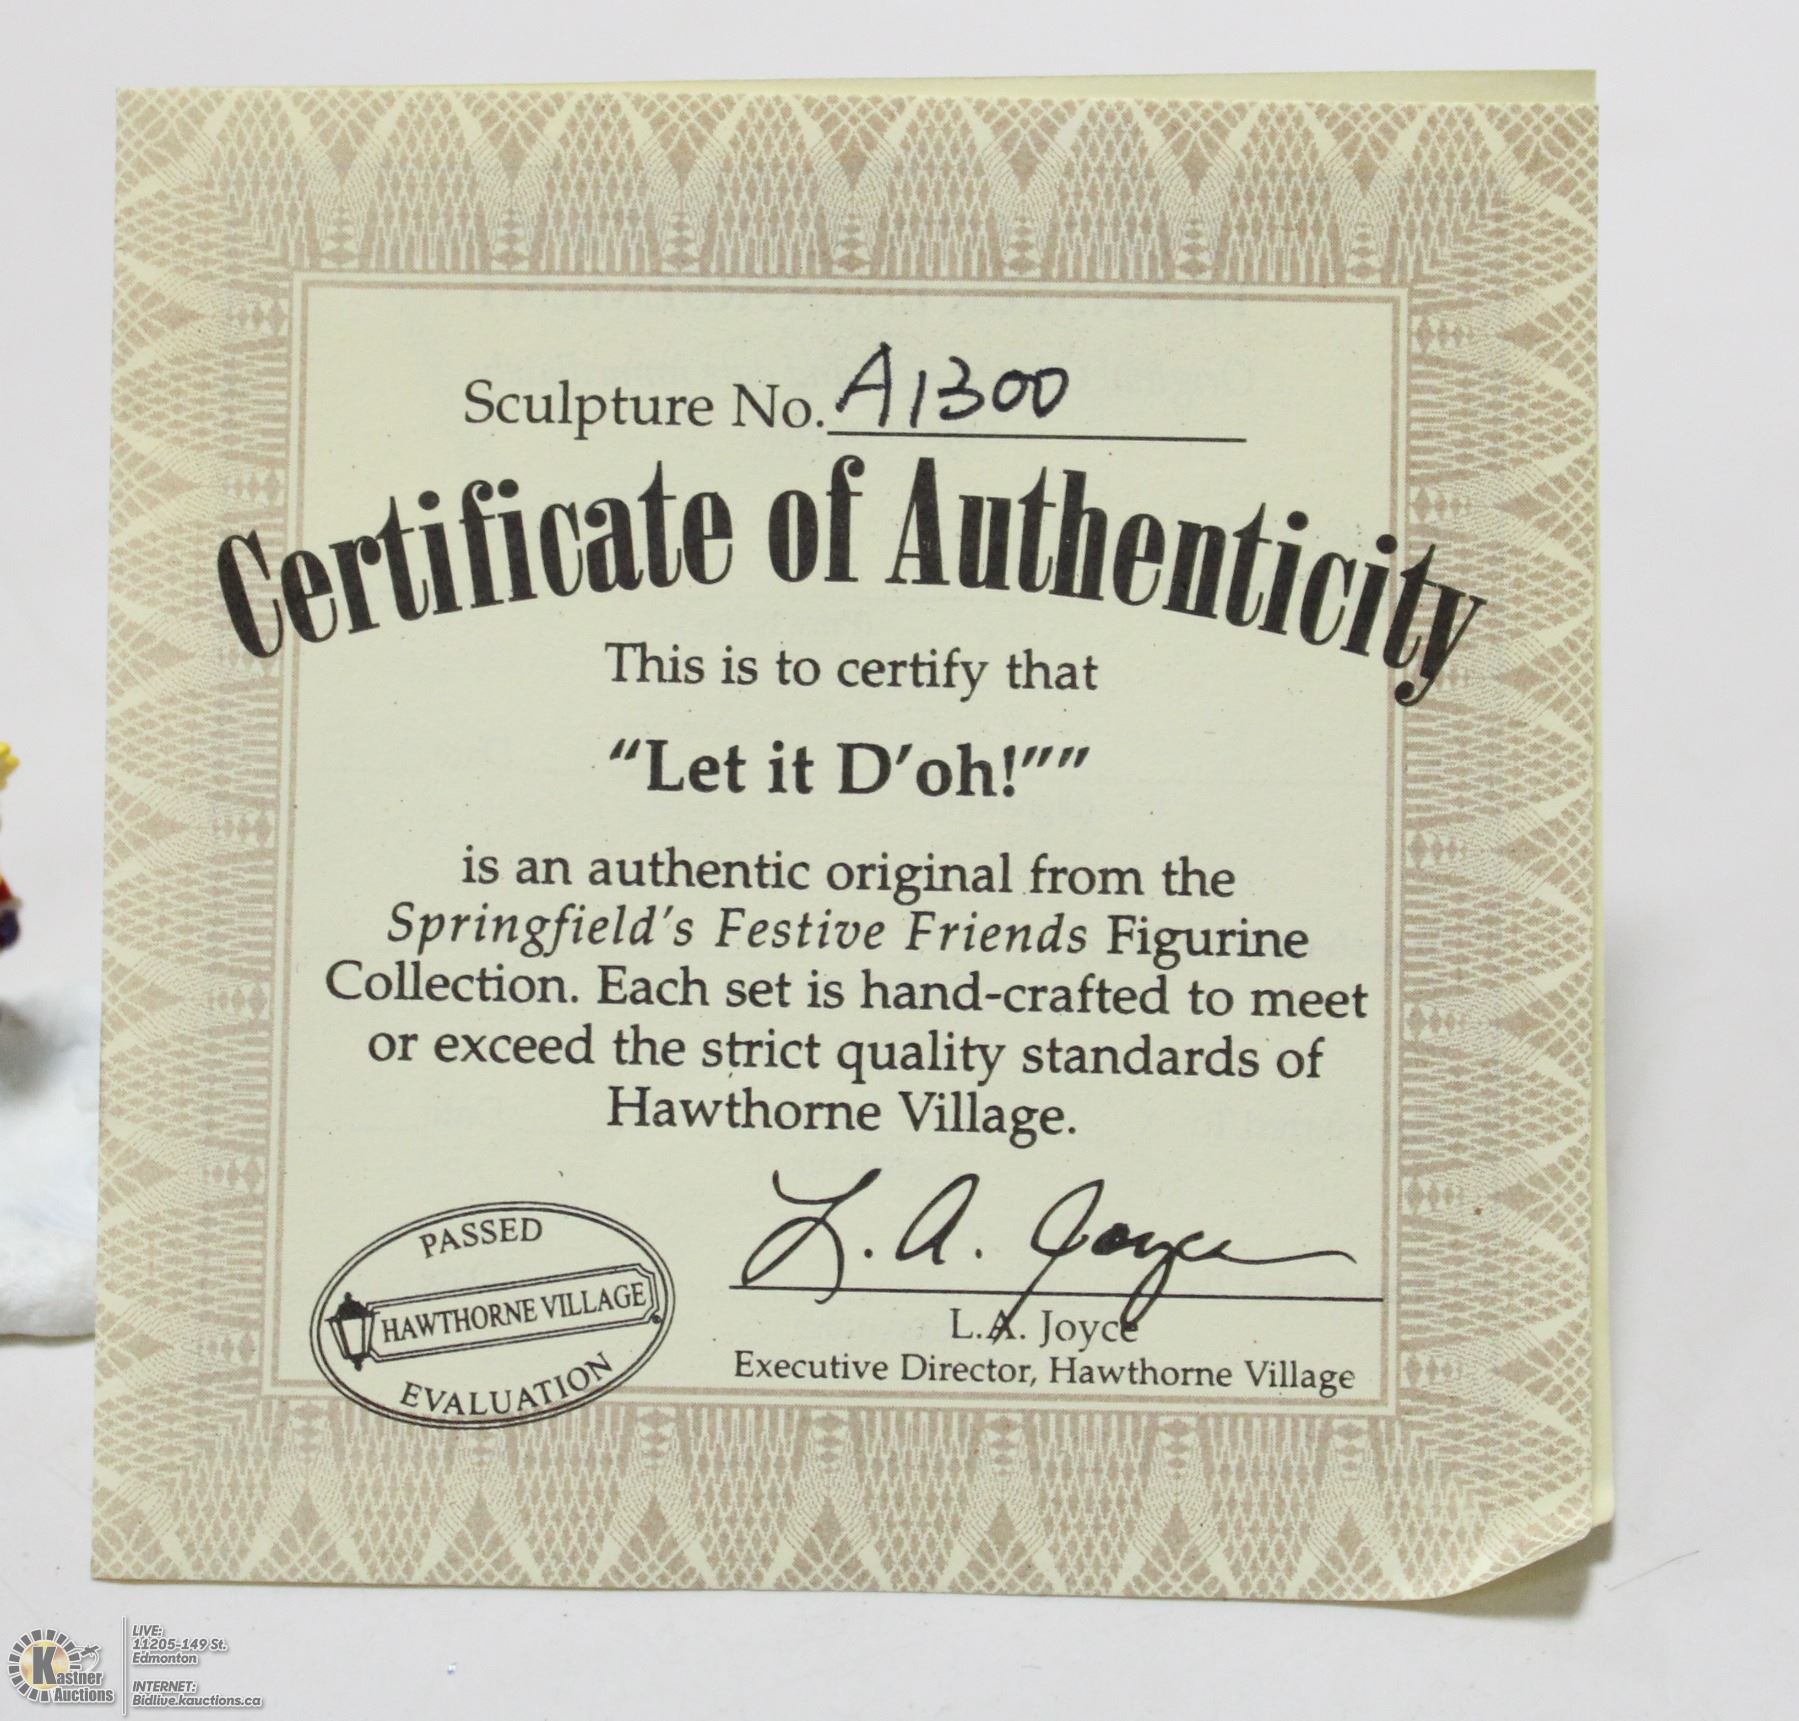 Sculpture No. A1300
Certificate of Authenticity
This is to certify that
“Let it D’oh!””
is an authentic original from the
Springfield’s Festive Friends Figurine
Collection. Each set is hand-crafted to meet
or exceed the strict quality standards of
Hawthorne Village.
PASSED
HAWTHORNE VILLAGE
EVALUATION
L. A. Joyce
L.A. Joyce
Executive Director, Hawthorne Village
Kastner
Auctions
LIVE:
11205-149 St.
Edmonton
INTERNET:
Bidlive.kauctions.ca